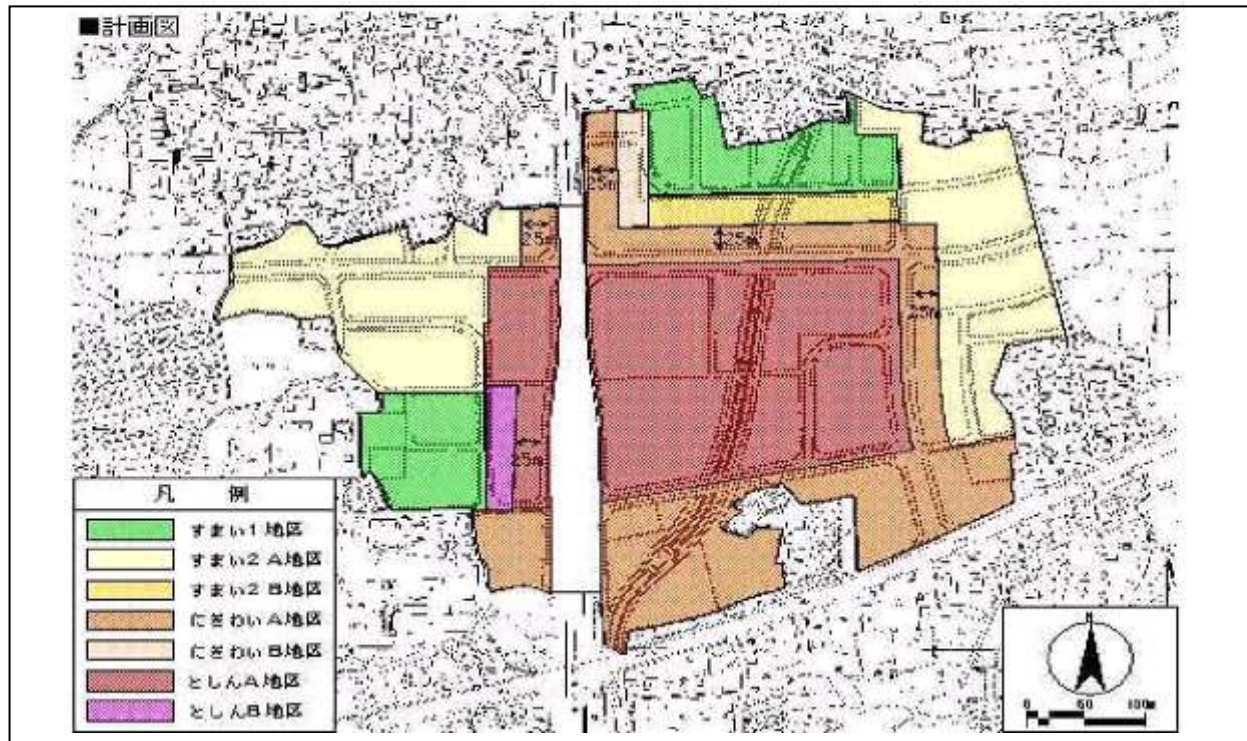 ■計画図
25m
25m
25m
25m
25m
凡 例
すまい1地区
すまい2 A地区
すまい2 B地区
にぎわいA地区
にぎわいB地区
としんA地区
としんB地区
N
0 50 100m